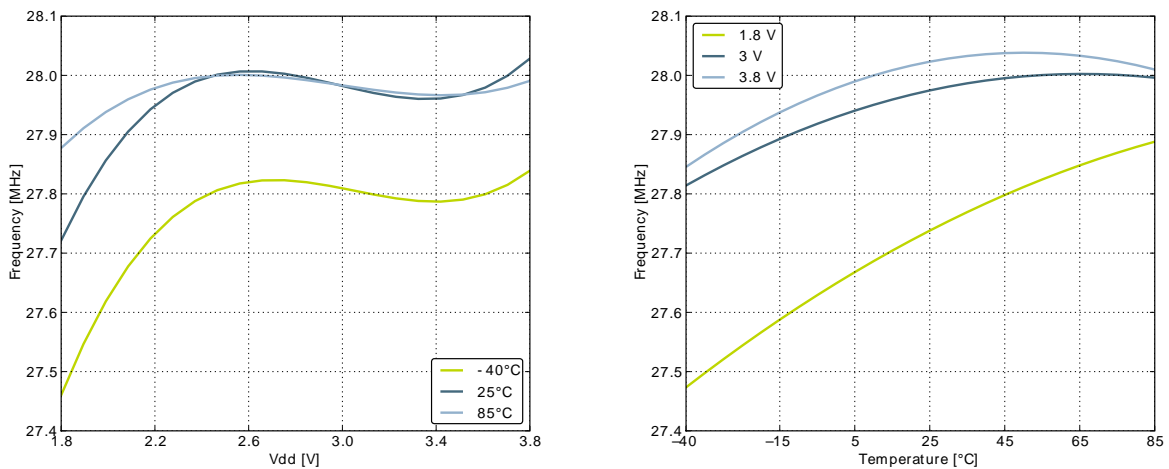 28.1
28.0
27.9
27.8
27.7
27.6
27.5
27.4
Frequency [MHz]
1.8 2.2 2.6 3.0 3.4 3.8
Vdd [V]
- 40°C
25°C
85°C
28.1
28.0
27.9
27.8
27.7
27.6
27.5
27.4
Frequency [MHz]
–40 –15 5 25 45 65 85
Temperature [°C]
1.8 V
3 V
3.8 V